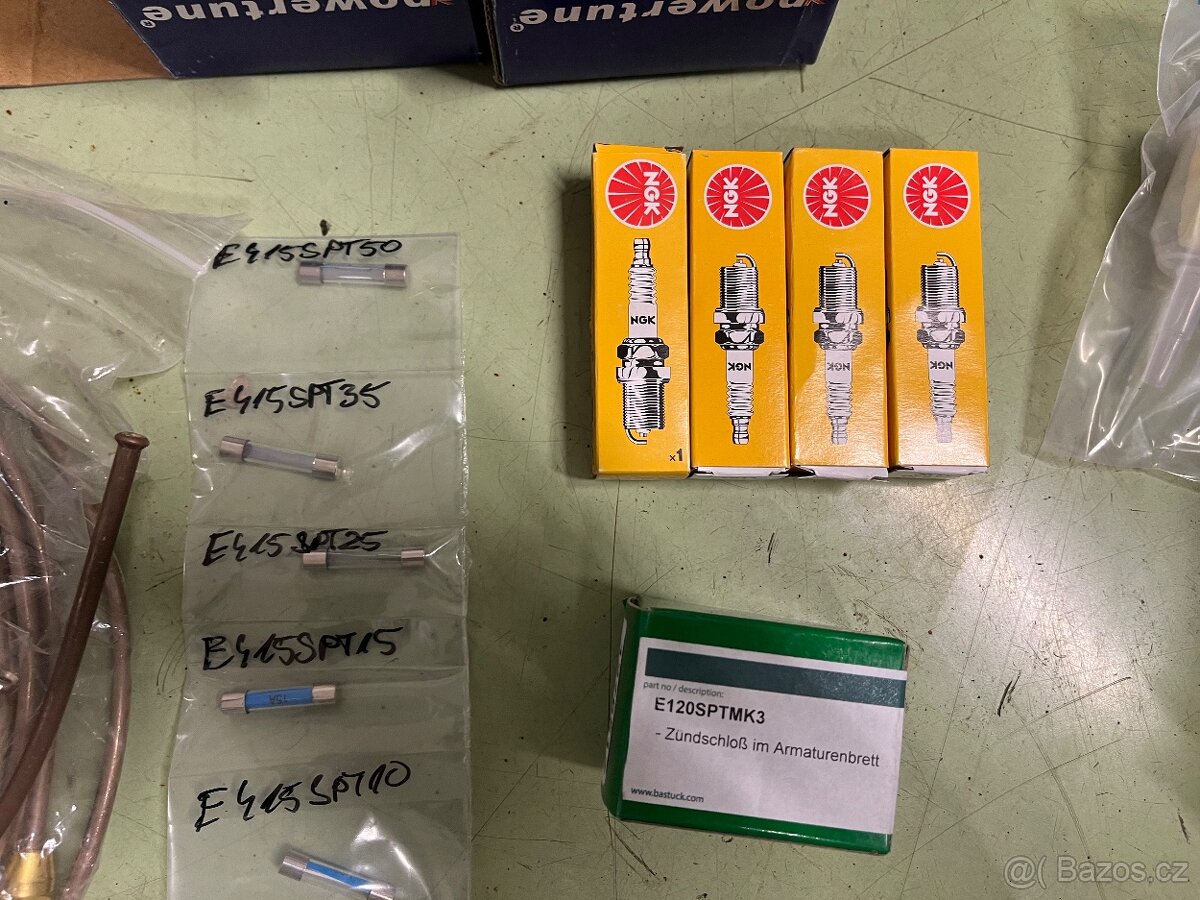 powertune®
powertune®
NGK
NGK
NGK
NGK
E415SPT50
E415SPT35
E415SPT25
E415SPT15
15A
E415SPT10
NGK
NGK
NGK
NGK
x1
part no / description:
E120SPTMK3
- Zündschloß im Armaturenbrett
www.bastuck.com
Bazos.cz